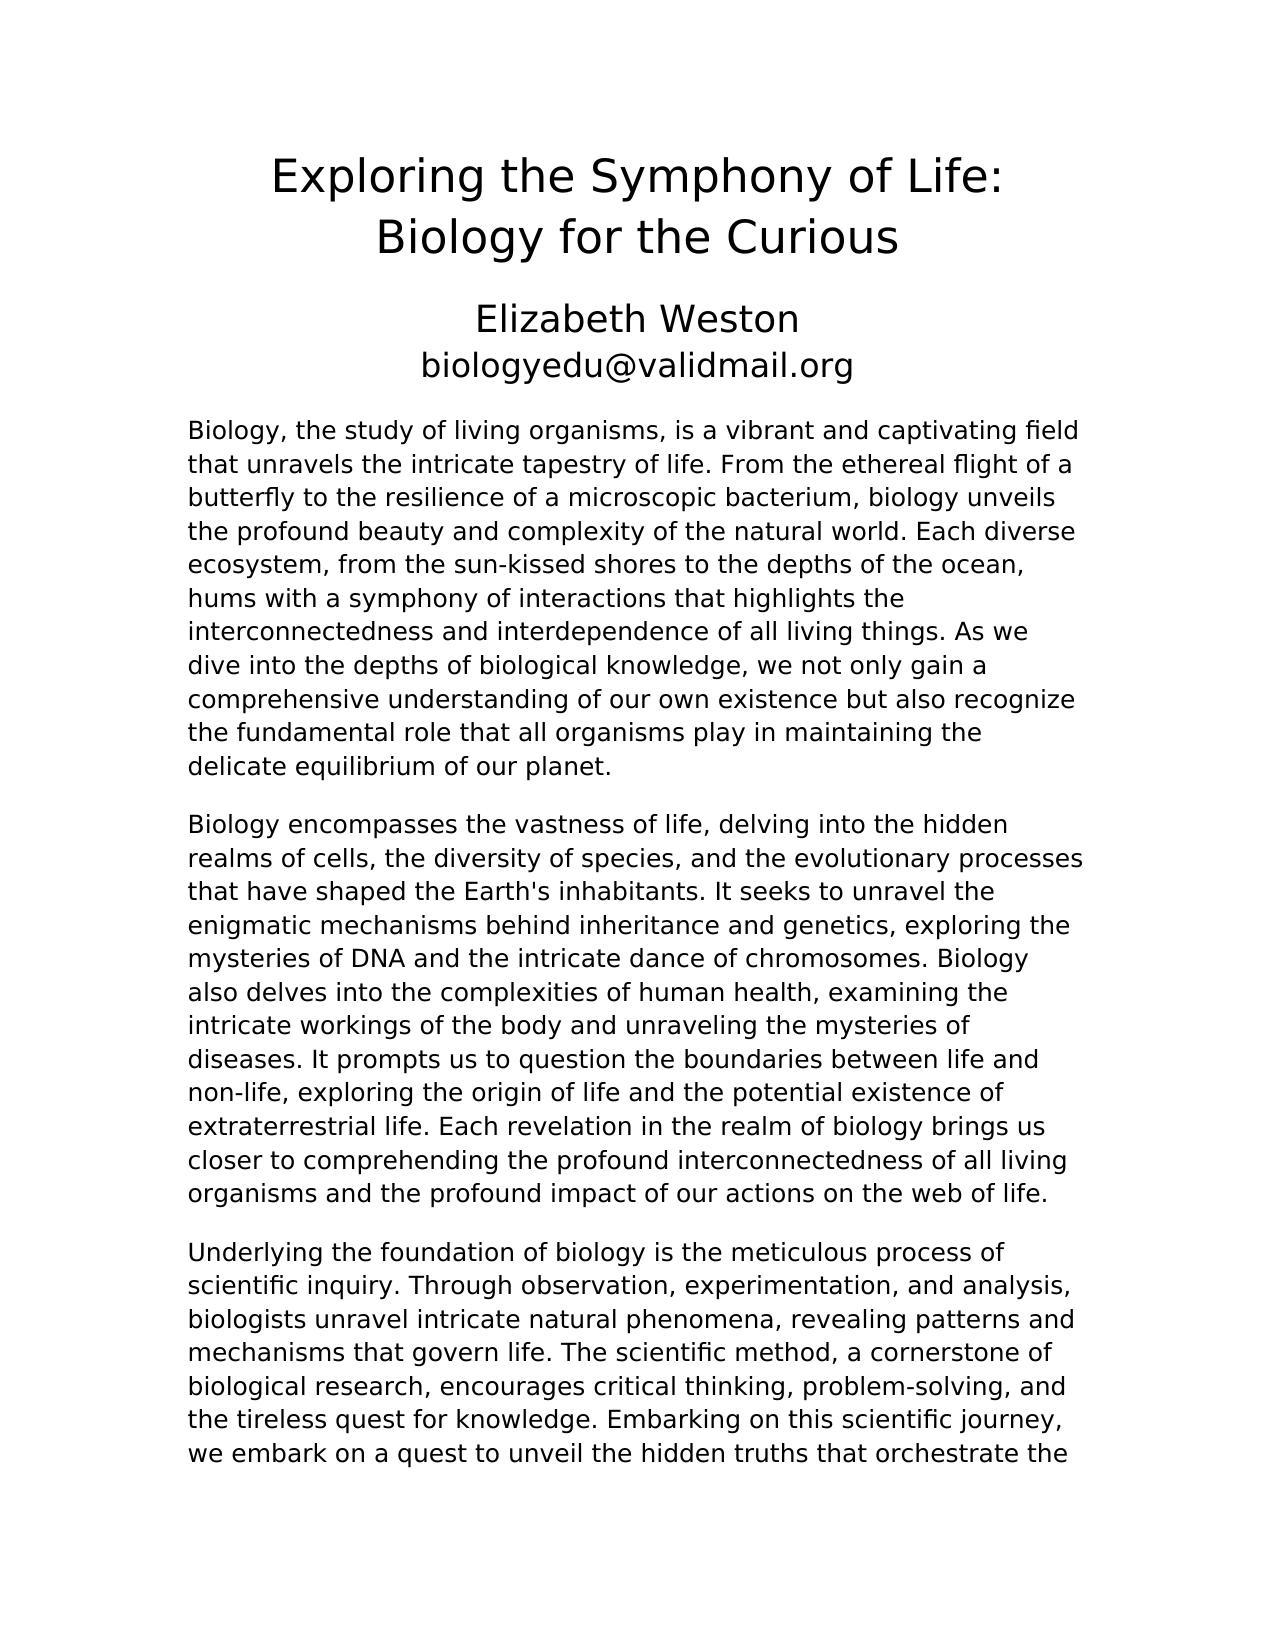 Exploring the Symphony of Life:
Biology for the Curious
Elizabeth Weston
biologyedu@validmail.org
Biology, the study of living organisms, is a vibrant and captivating field
that unravels the intricate tapestry of life. From the ethereal flight of a
butterfly to the resilience of a microscopic bacterium, biology unveils
the profound beauty and complexity of the natural world. Each diverse
ecosystem, from the sun-kissed shores to the depths of the ocean,
hums with a symphony of interactions that highlights the
interconnectedness and interdependence of all living things. As we
dive into the depths of biological knowledge, we not only gain a
comprehensive understanding of our own existence but also recognize
the fundamental role that all organisms play in maintaining the
delicate equilibrium of our planet.
Biology encompasses the vastness of life, delving into the hidden
realms of cells, the diversity of species, and the evolutionary processes
that have shaped the Earth's inhabitants. It seeks to unravel the
enigmatic mechanisms behind inheritance and genetics, exploring the
mysteries of DNA and the intricate dance of chromosomes. Biology
also delves into the complexities of human health, examining the
intricate workings of the body and unraveling the mysteries of
diseases. It prompts us to question the boundaries between life and
non-life, exploring the origin of life and the potential existence of
extraterrestrial life. Each revelation in the realm of biology brings us
closer to comprehending the profound interconnectedness of all living
organisms and the profound impact of our actions on the web of life.
Underlying the foundation of biology is the meticulous process of
scientific inquiry. Through observation, experimentation, and analysis,
biologists unravel intricate natural phenomena, revealing patterns and
mechanisms that govern life. The scientific method, a cornerstone of
biological research, encourages critical thinking, problem-solving, and
the tireless quest for knowledge. Embarking on this scientific journey,
we embark on a quest to unveil the hidden truths that orchestrate the